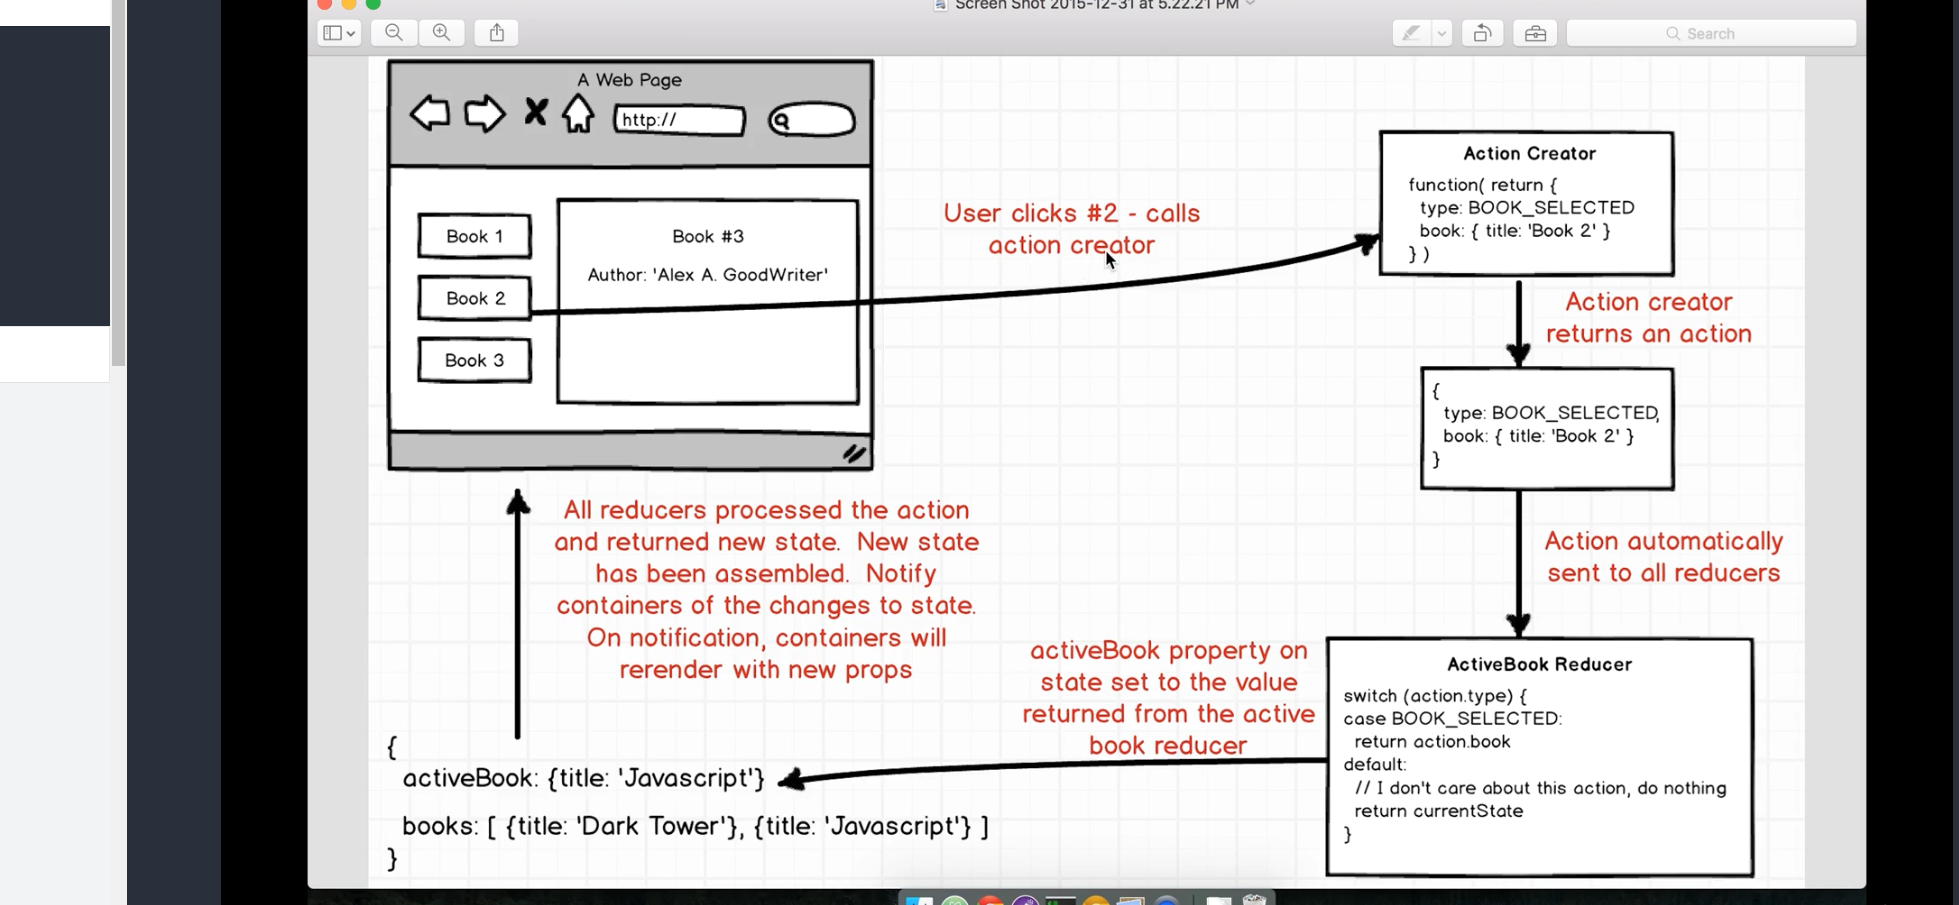 Screen Shot 2015-12-31 at 5.22.21 PM
Search
A Web Page
http://
Book 1
Book 2
Book 3
Book #3
Author: 'Alex A. GoodWriter'
User clicks #2 - calls
action creator
Action Creator
function( return {
type: BOOK_SELECTED
book: { title: 'Book 2' }
} )
Action creator
returns an action
{
type: BOOK_SELECTED,
book: { title: 'Book 2' }
}
Action automatically
sent to all reducers
ActiveBook Reducer
switch (action.type) {
case BOOK_SELECTED:
return action.book
default:
// I don't care about this action, do nothing
return currentState
}
activeBook property on
state set to the value
returned from the active
book reducer
All reducers processed the action
and returned new state. New state
has been assembled. Notify
containers of the changes to state.
On notification, containers will
rerender with new props
{
activeBook: {title: 'Javascript'}
books: [ {title: 'Dark Tower'}, {title: 'Javascript'} ]
}